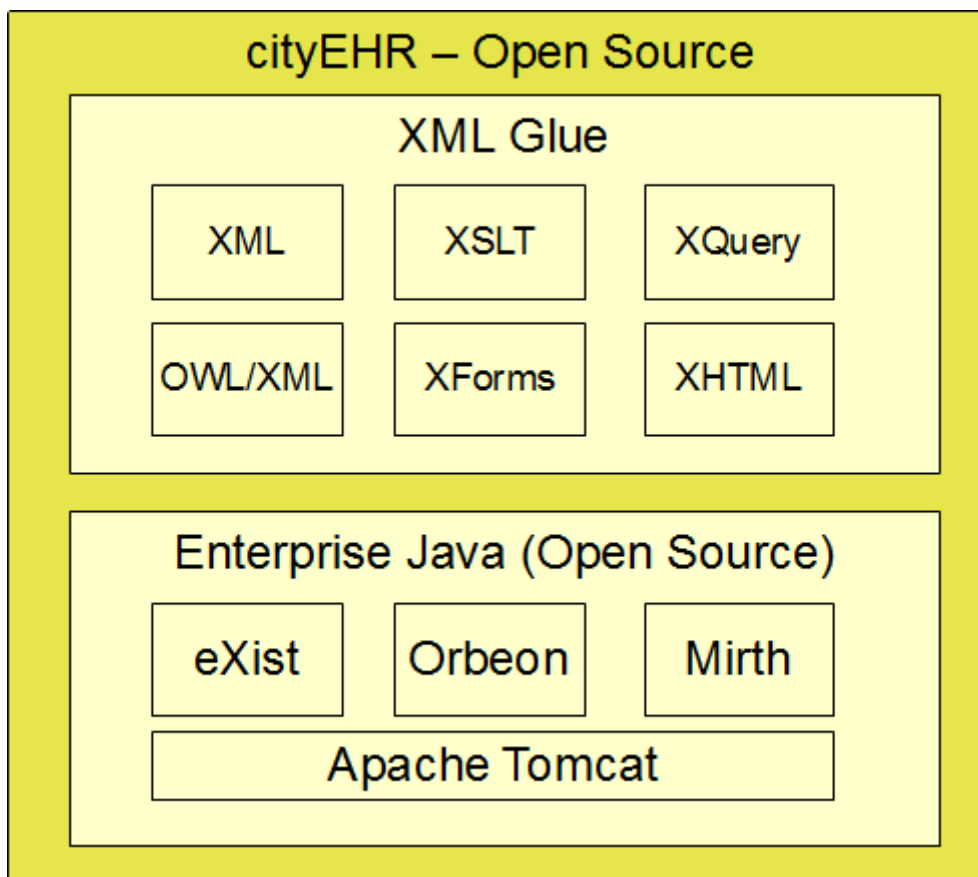 cityEHR – Open Source
XML Glue
XML
XSLT
XQuery
OWL/XML
XForms
XHTML
Enterprise Java (Open Source)
eXist
Orbeon
Mirth
Apache Tomcat